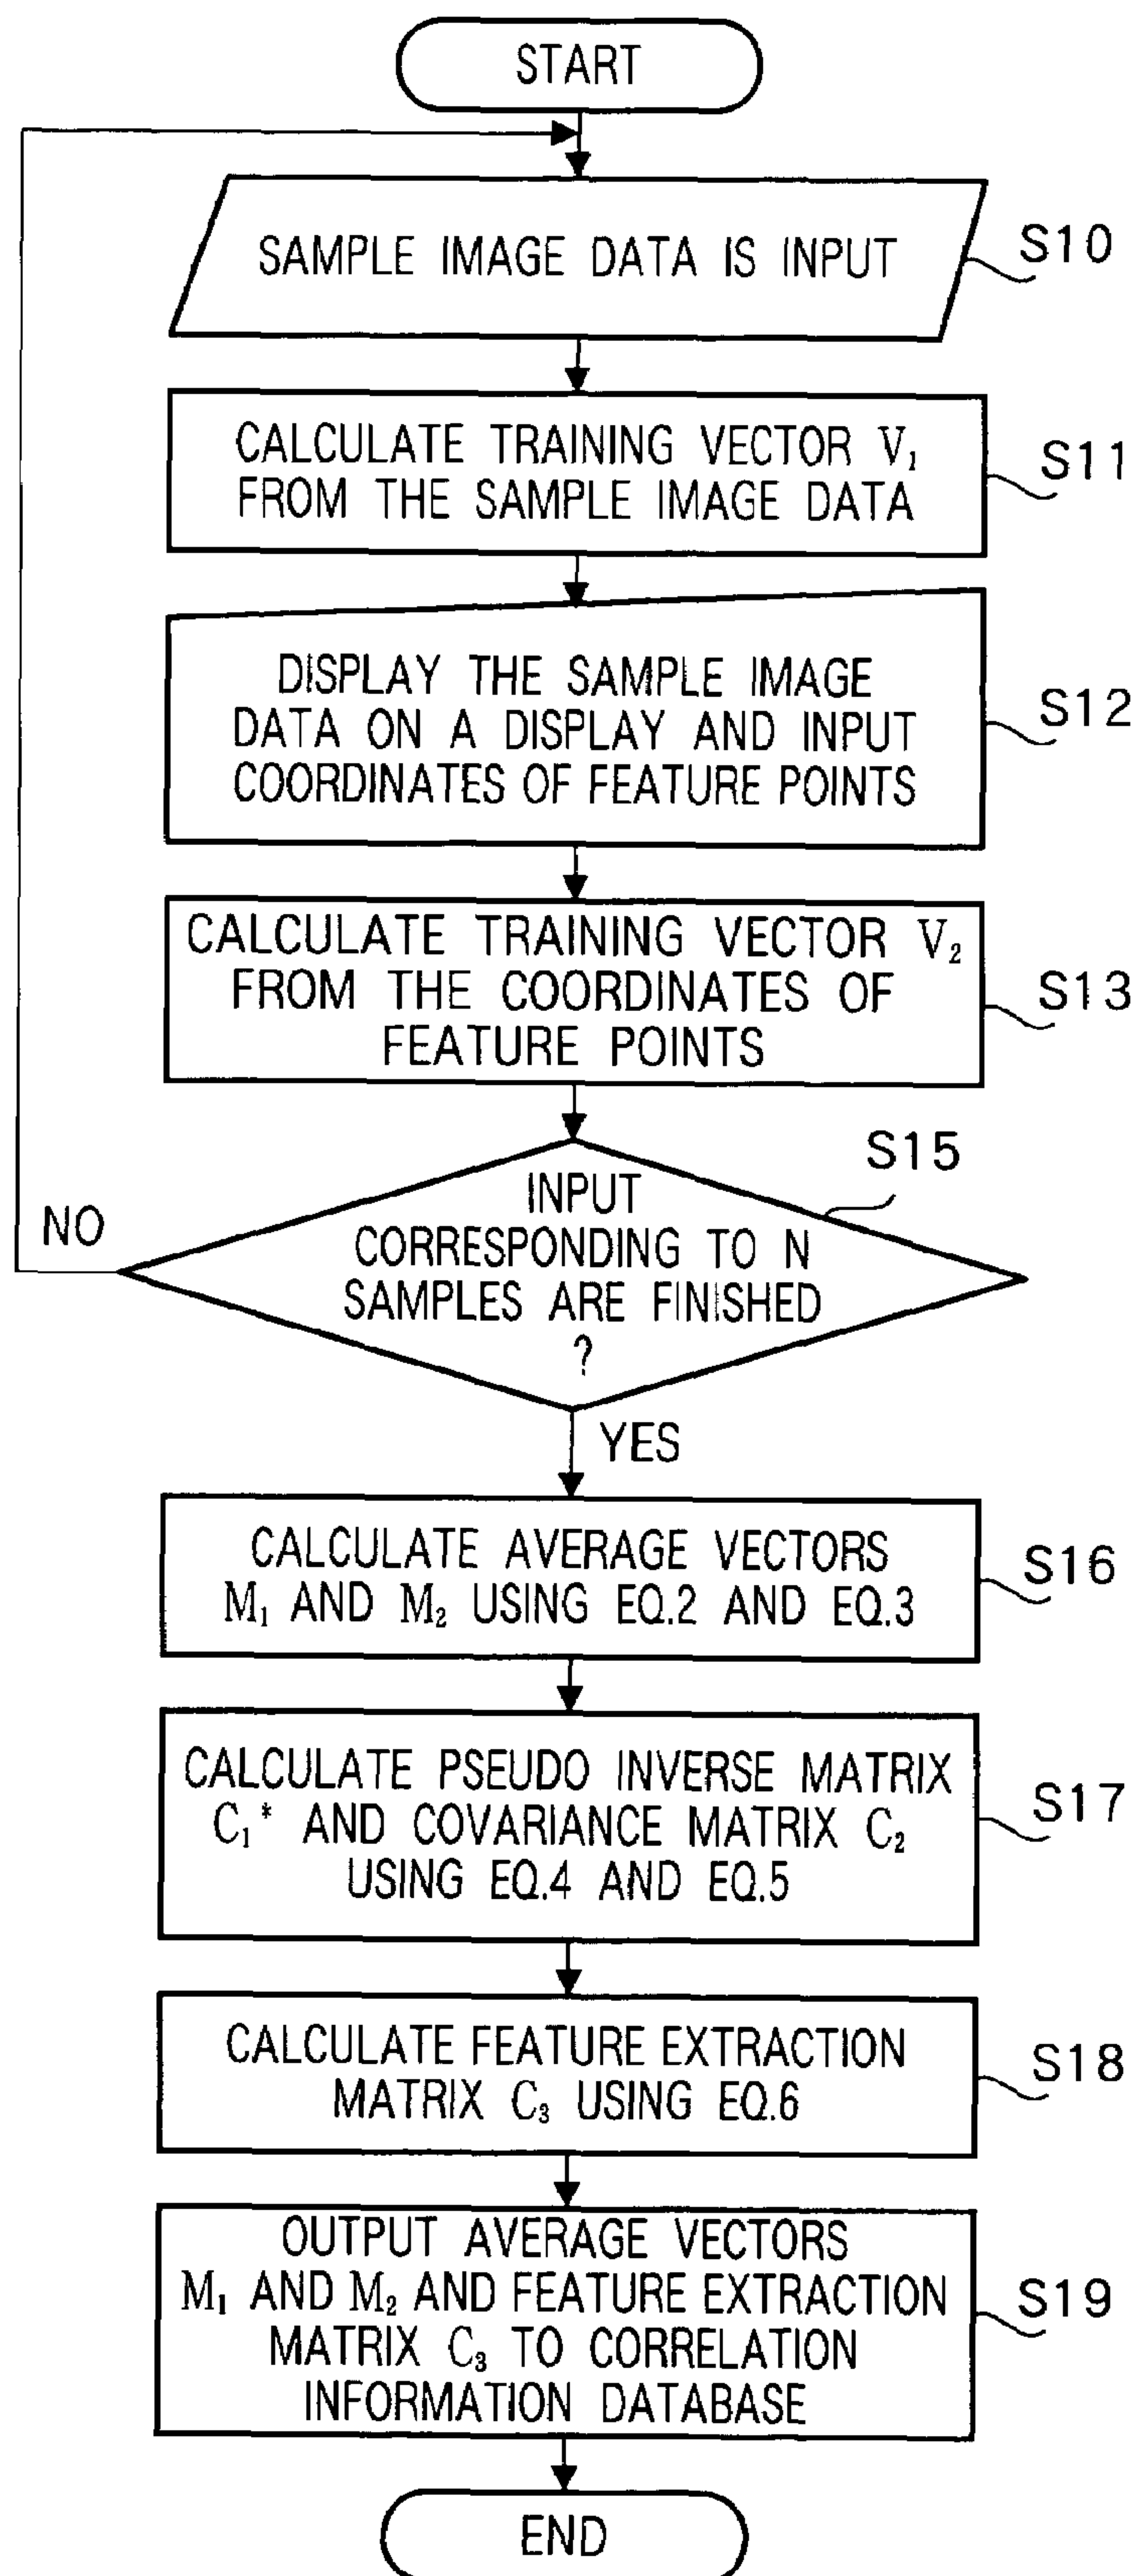 START
SAMPLE IMAGE DATA IS INPUT
S10
CALCULATE TRAINING VECTOR V₁
FROM THE SAMPLE IMAGE DATA
S11
DISPLAY THE SAMPLE IMAGE
DATA ON A DISPLAY AND INPUT
COORDINATES OF FEATURE POINTS
S12
CALCULATE TRAINING VECTOR V₂
FROM THE COORDINATES OF
FEATURE POINTS
S13
INPUT
CORRESPONDING TO N
SAMPLES ARE FINISHED
?
S15
NO
YES
CALCULATE AVERAGE VECTORS
M₁ AND M₂ USING EQ.2 AND EQ.3
S16
CALCULATE PSEUDO INVERSE MATRIX
C₁* AND COVARIANCE MATRIX C₂
USING EQ.4 AND EQ.5
S17
CALCULATE FEATURE EXTRACTION
MATRIX C₃ USING EQ.6
S18
OUTPUT AVERAGE VECTORS
M₁ AND M₂ AND FEATURE EXTRACTION
MATRIX C₃ TO CORRELATION
INFORMATION DATABASE
S19
END